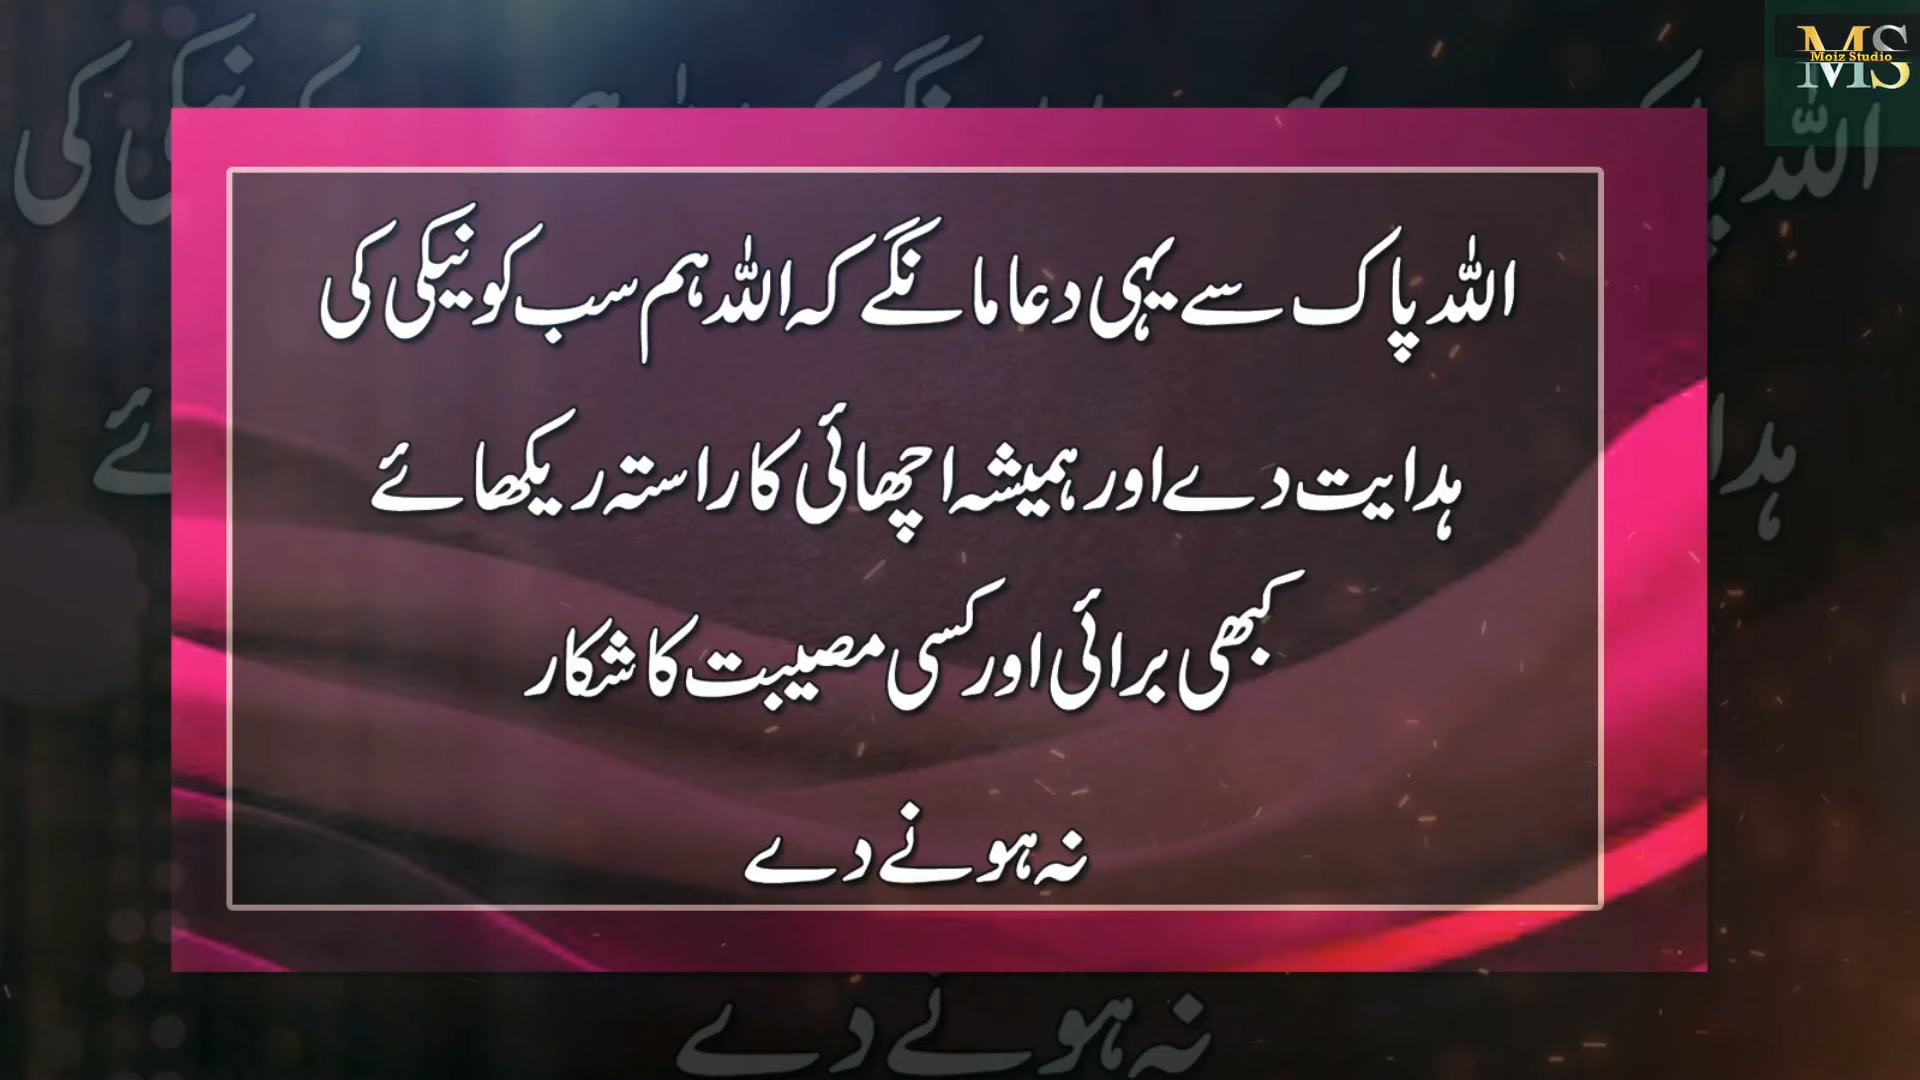 MS
Moiz Studio
اللہ پاک سے یہی دعا مانگے کہ اللہ ہم سب کو نیکی کی
ہدایت دے اور ہمیشہ اچھائی کا راستہ ریکھائے
کبھی برائی اور کسی مصیبت کا شکار
نہ ہونے دے